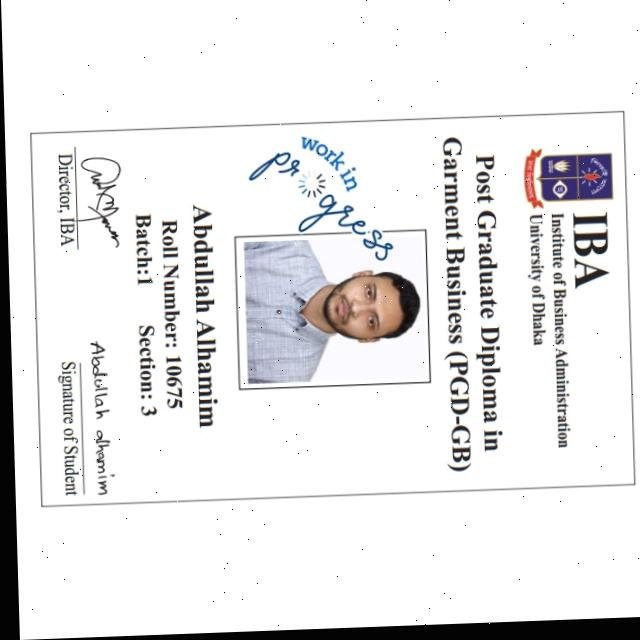 IBA
Institute of Business Administration
University of Dhaka
Post Graduate Diploma in
Garment Business (PGD-GB)
work in
progress
Abdullah Alhamim
Roll Number: 10675
Batch:1 Section: 3
Abdullah alhamim
Director, IBA
Signature of Student